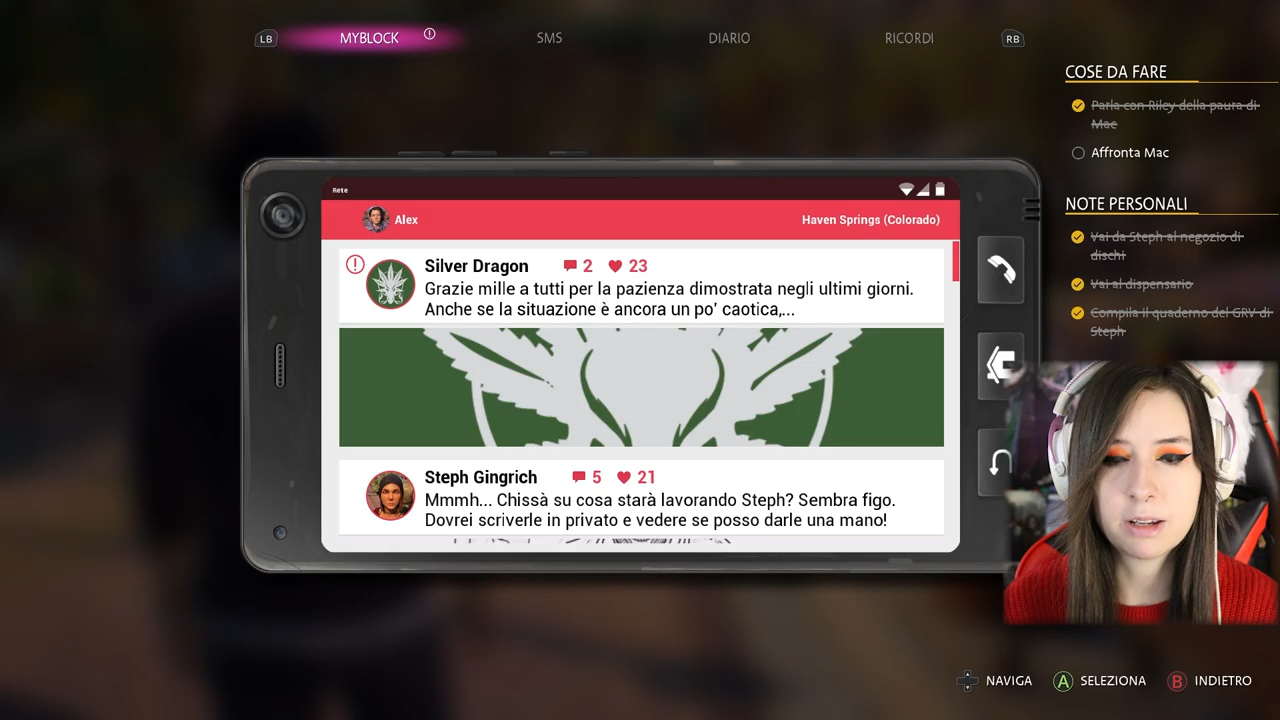 LB MYBLOCK SMS DIARIO RICORDI RB
COSE DA FARE
Parla con Riley della paura di
Mac
Affronta Mac
NOTE PERSONALI
Vai da Steph al negozio di
dischi
Vai al dispensario
Compila il quaderno del GRV di
Steph
Rete
Alex Haven Springs (Colorado)
Silver Dragon 2 23
Grazie mille a tutti per la pazienza dimostrata negli ultimi giorni.
Anche se la situazione è ancora un po' caotica,...
Steph Gingrich 5 21
Mmmh... Chissà su cosa starà lavorando Steph? Sembra figo.
Dovrei scriverle in privato e vedere se posso darle una mano!
NAVIGA A SELEZIONA B INDIETRO